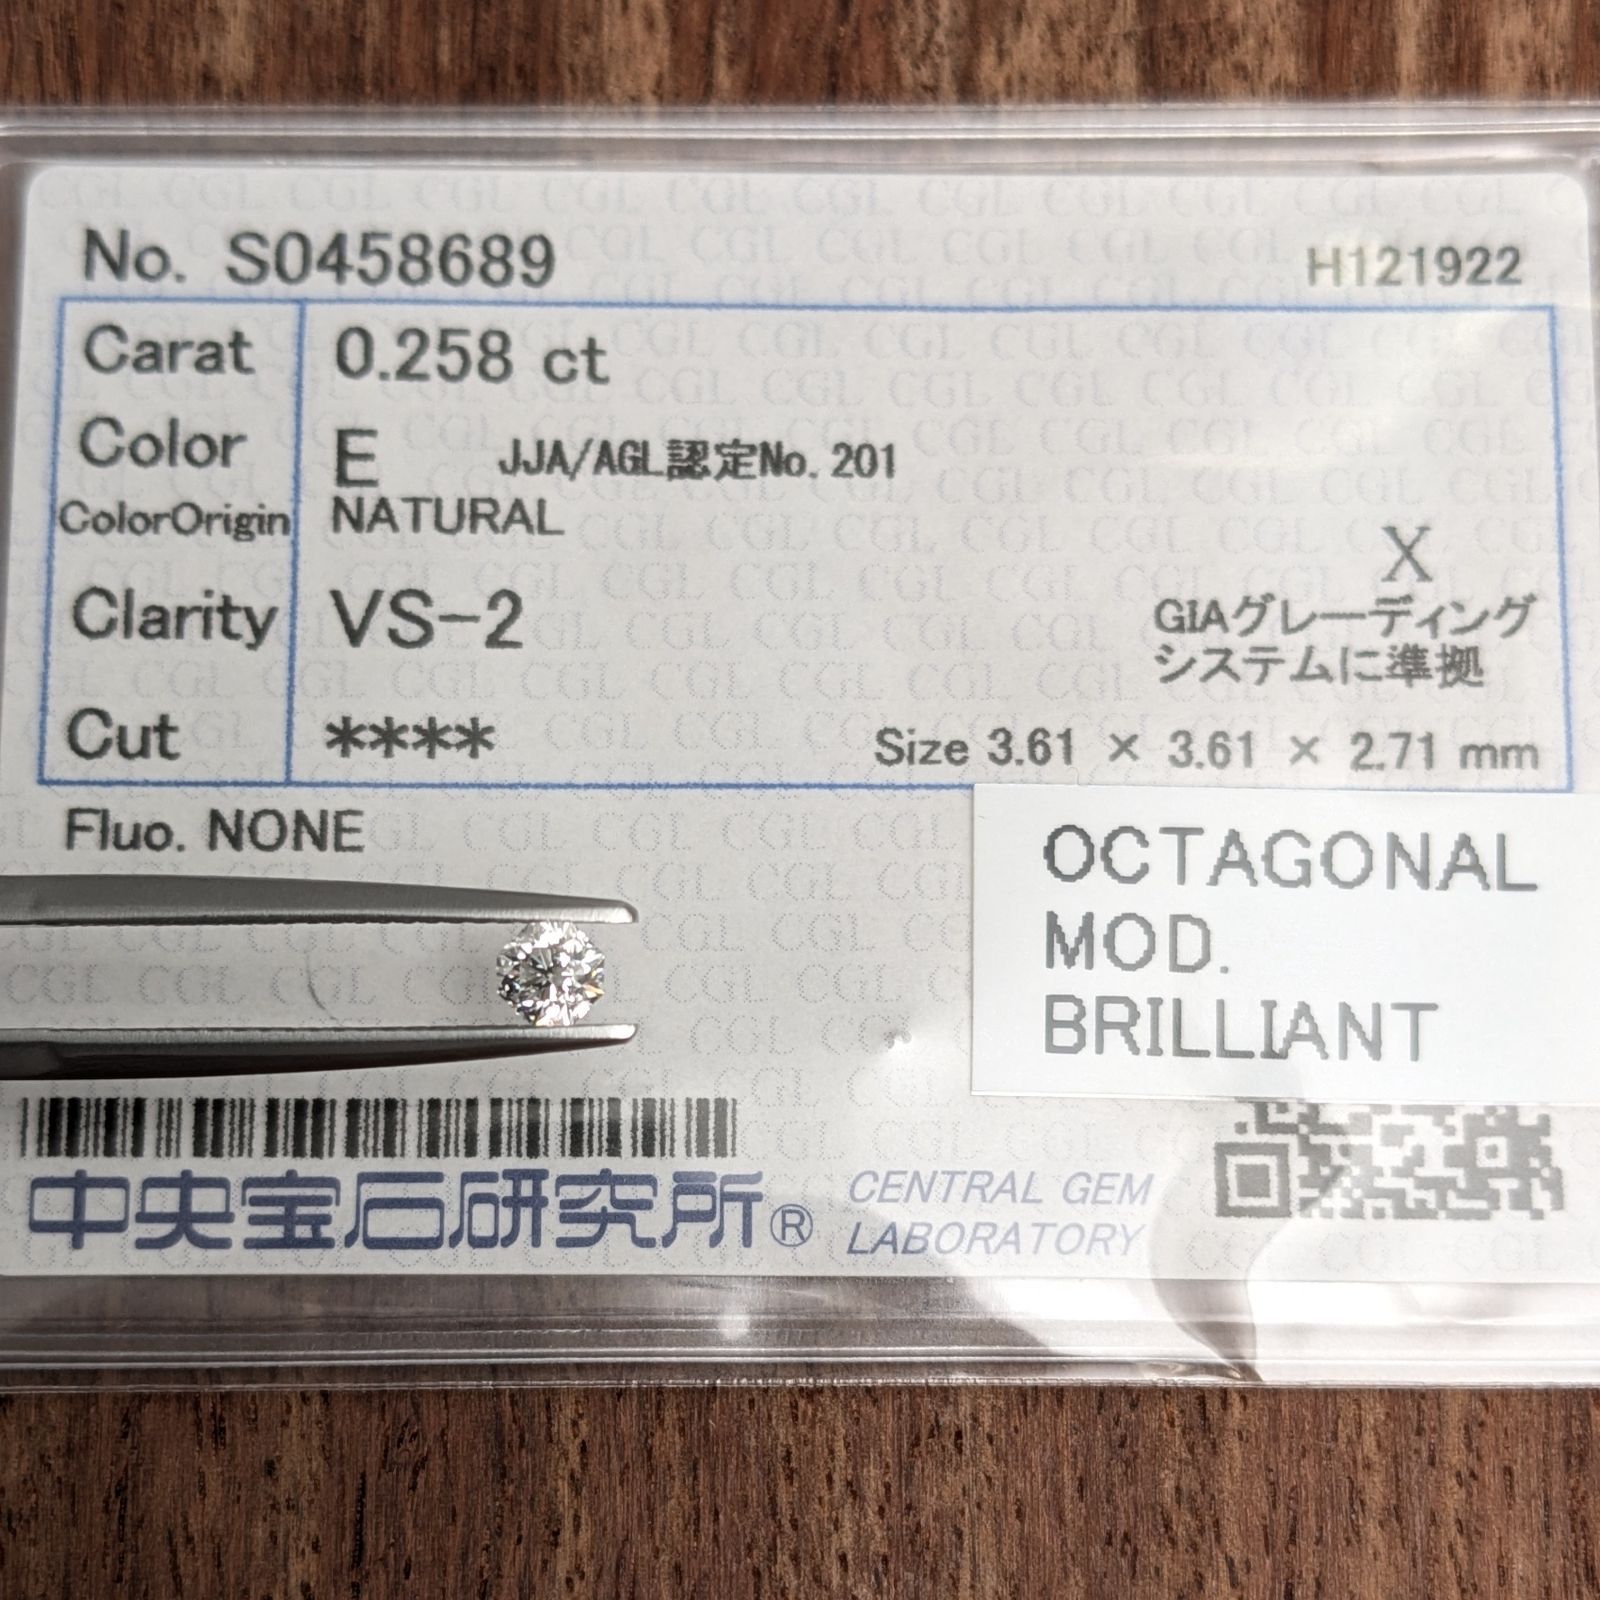 No. S0458689
H121922
Carat 0.258 ct
Color E JJA/AGL認定No. 201
ColorOrigin NATURAL
X
Clarity VS-2
GIAグレーディング
システムに準拠
Cut ****
Size 3.61 × 3.61 × 2.71 mm
Fluo. NONE
OCTAGONAL
MOD.
BRILLIANT
中央宝石研究所®
CENTRAL GEM
LABORATORY